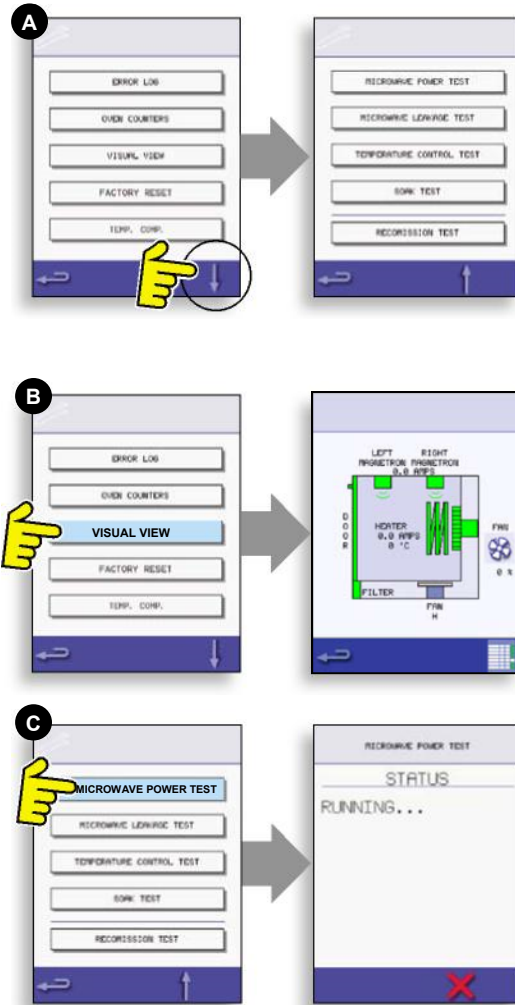 A
ERROR LOG
OVEN COUNTERS
VISUAL VIEW
FACTORY RESET
TEMP. COMP.
MICROWAVE POWER TEST
MICROWAVE LEAKAGE TEST
TEMPERATURE CONTROL TEST
SOAK TEST
RECOMISSION TEST
B
ERROR LOG
OVEN COUNTERS
VISUAL VIEW
FACTORY RESET
TEMP. COMP.
LEFT RIGHT
MAGNETRON MAGNETRON
0.0 AMPS
DOOR
HEATER
0.0 AMPS
0 °C
FAN
0 %
FILTER
FAN
H
C
MICROWAVE POWER TEST
MICROWAVE LEAKAGE TEST
TEMPERATURE CONTROL TEST
SOAK TEST
RECOMISSION TEST
MICROWAVE POWER TEST
STATUS
RUNNING...